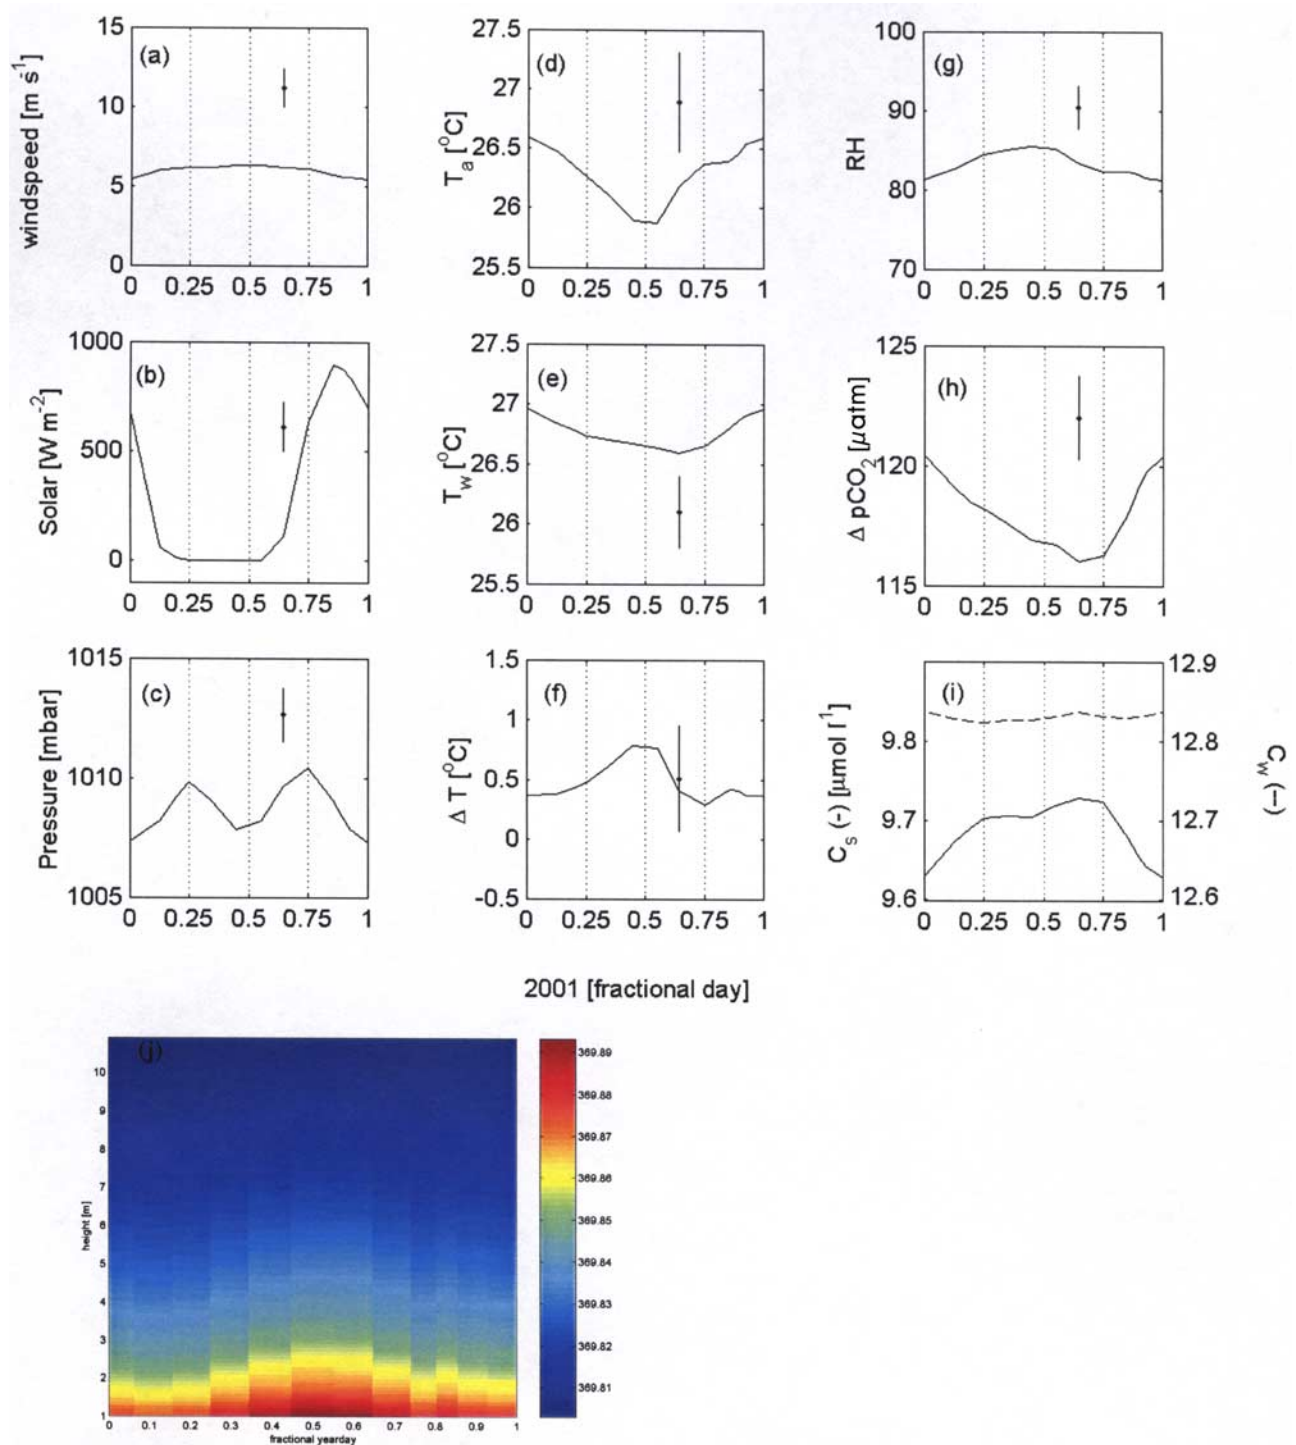 (a)
windspeed [m s-1]
15
10
5
0
0 0.25 0.5 0.75 1
(d)
Ta [oC]
27.5
27
26.5
26
25.5
0 0.25 0.5 0.75 1
(g)
RH
100
90
80
70
0 0.25 0.5 0.75 1
(b)
Solar [W m-2]
1000
500
0
0 0.25 0.5 0.75 1
(e)
Tw [oC]
27.5
27
26.5
26
25.5
0 0.25 0.5 0.75 1
(h)
Δ pCO2 [μatm]
125
120
115
0 0.25 0.5 0.75 1
(c)
Pressure [mbar]
1015
1010
1005
0 0.25 0.5 0.75 1
(f)
Δ T [oC]
1.5
1
0.5
0
-0.5
0 0.25 0.5 0.75 1
(i)
Cs (-) [μmol l-1]
9.8
9.7
9.6
12.9
12.8
12.7
12.6
Cw (--)
0 0.25 0.5 0.75 1
2001 [fractional day]
(j)
height [m]
10
9
8
7
6
5
4
3
2
1
0 0.1 0.2 0.3 0.4 0.5 0.6 0.7 0.8 0.9 1
fractional yearday
369.89
369.88
369.87
369.86
369.85
369.84
369.83
369.82
369.81